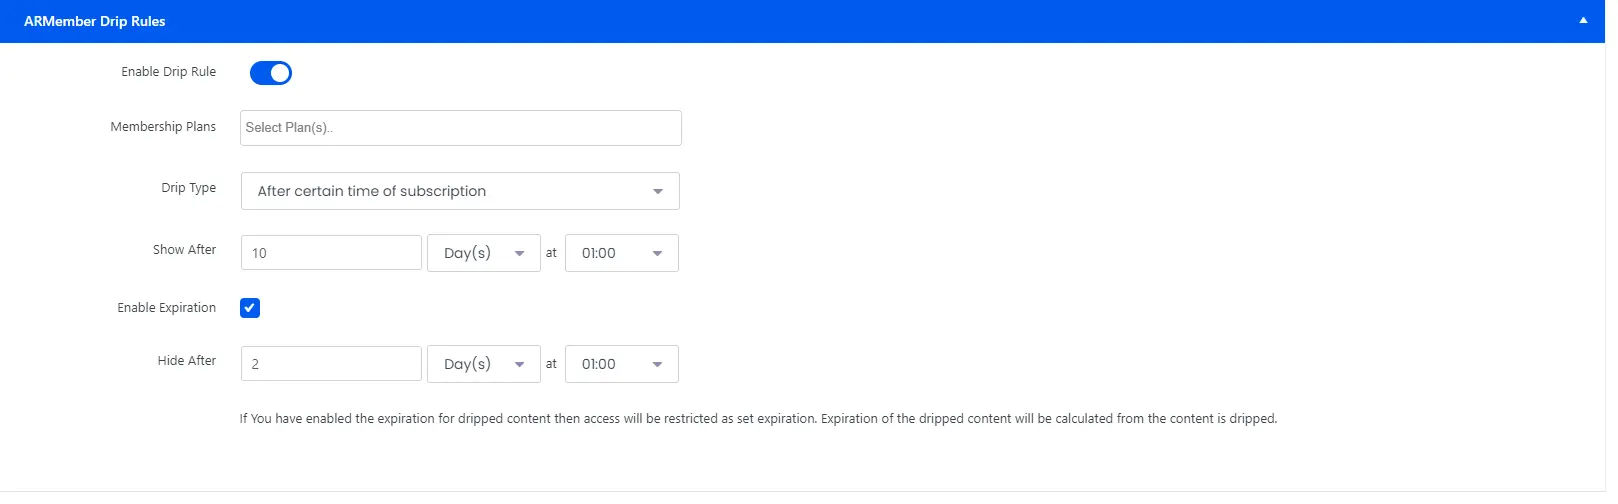 ARMember Drip Rules
Enable Drip Rule
Membership Plans Select Plan(s)..
Drip Type After certain time of subscription
Show After 10 Day(s) at 01:00
Enable Expiration
Hide After 2 Day(s) at 01:00
If You have enabled the expiration for dripped content then access will be restricted as set expiration. Expiration of the dripped content will be calculated from the content is dripped.